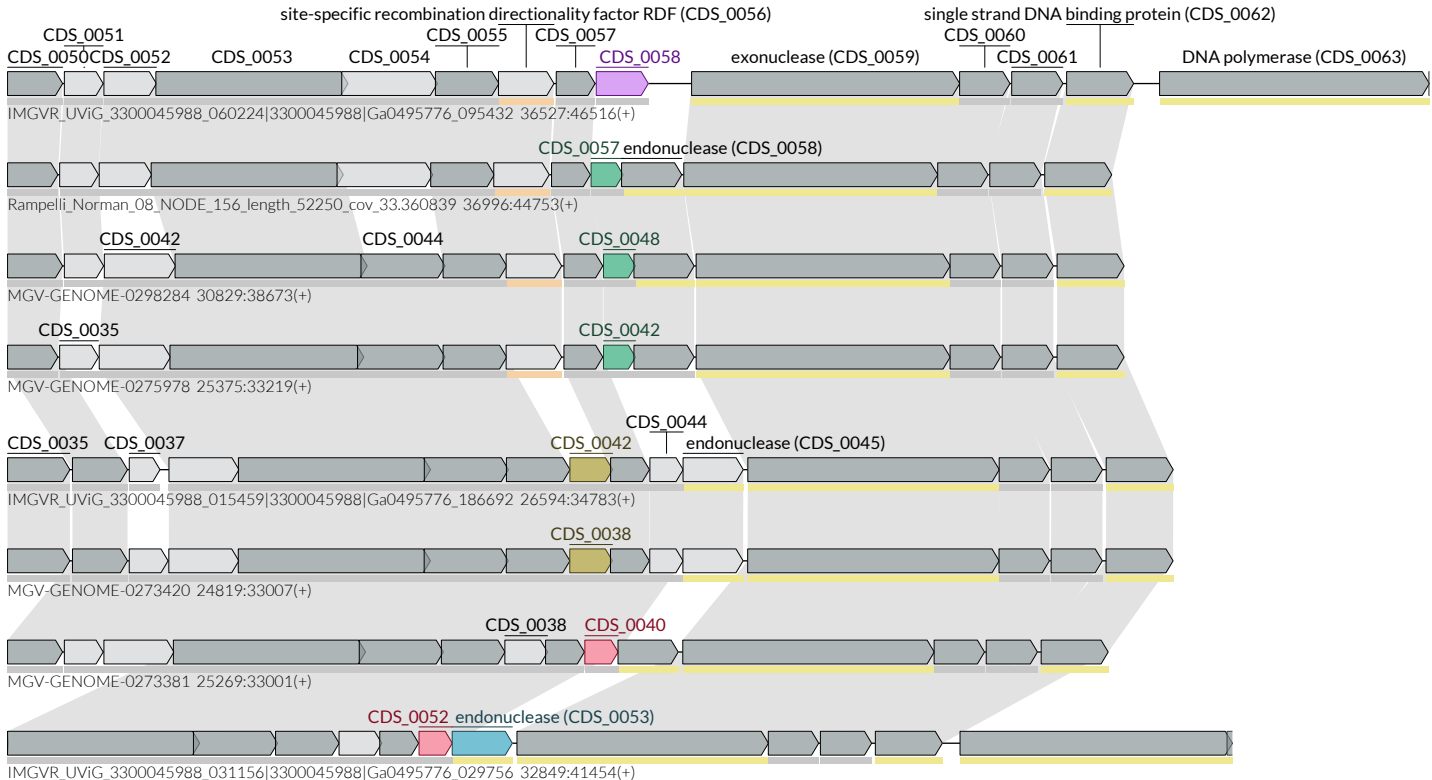 site-specific recombination directionality factor RDF (CDS_0056) single strand DNA binding protein (CDS_0062)
CDS_0051 CDS_0055 CDS_0057 CDS_0060
CDS_0050 CDS_0052 CDS_0053 CDS_0054 CDS_0058 exonuclease (CDS_0059) CDS_0061 DNA polymerase (CDS_0063)
IMGVR_UViG_3300045988_060224|3300045988|Ga0495776_095432 36527:46516(+)
CDS_0057 endonuclease (CDS_0058)
Rampelli_Norman_08_NODE_156_length_52250_cov_33.360839 36996:44753(+)
CDS_0042 CDS_0044 CDS_0048
MGV-GENOME-0298284 30829:38673(+)
CDS_0035 CDS_0042
MGV-GENOME-0275978 25375:33219(+)
CDS_0044
CDS_0035 CDS_0037 CDS_0042 endonuclease (CDS_0045)
IMGVR_UViG_3300045988_015459|3300045988|Ga0495776_186692 26594:34783(+)
CDS_0038
MGV-GENOME-0273420 24819:33007(+)
CDS_0038 CDS_0040
MGV-GENOME-0273381 25269:33001(+)
CDS_0052 endonuclease (CDS_0053)
IMGVR_UViG_3300045988_031156|3300045988|Ga0495776_029756 32849:41454(+)